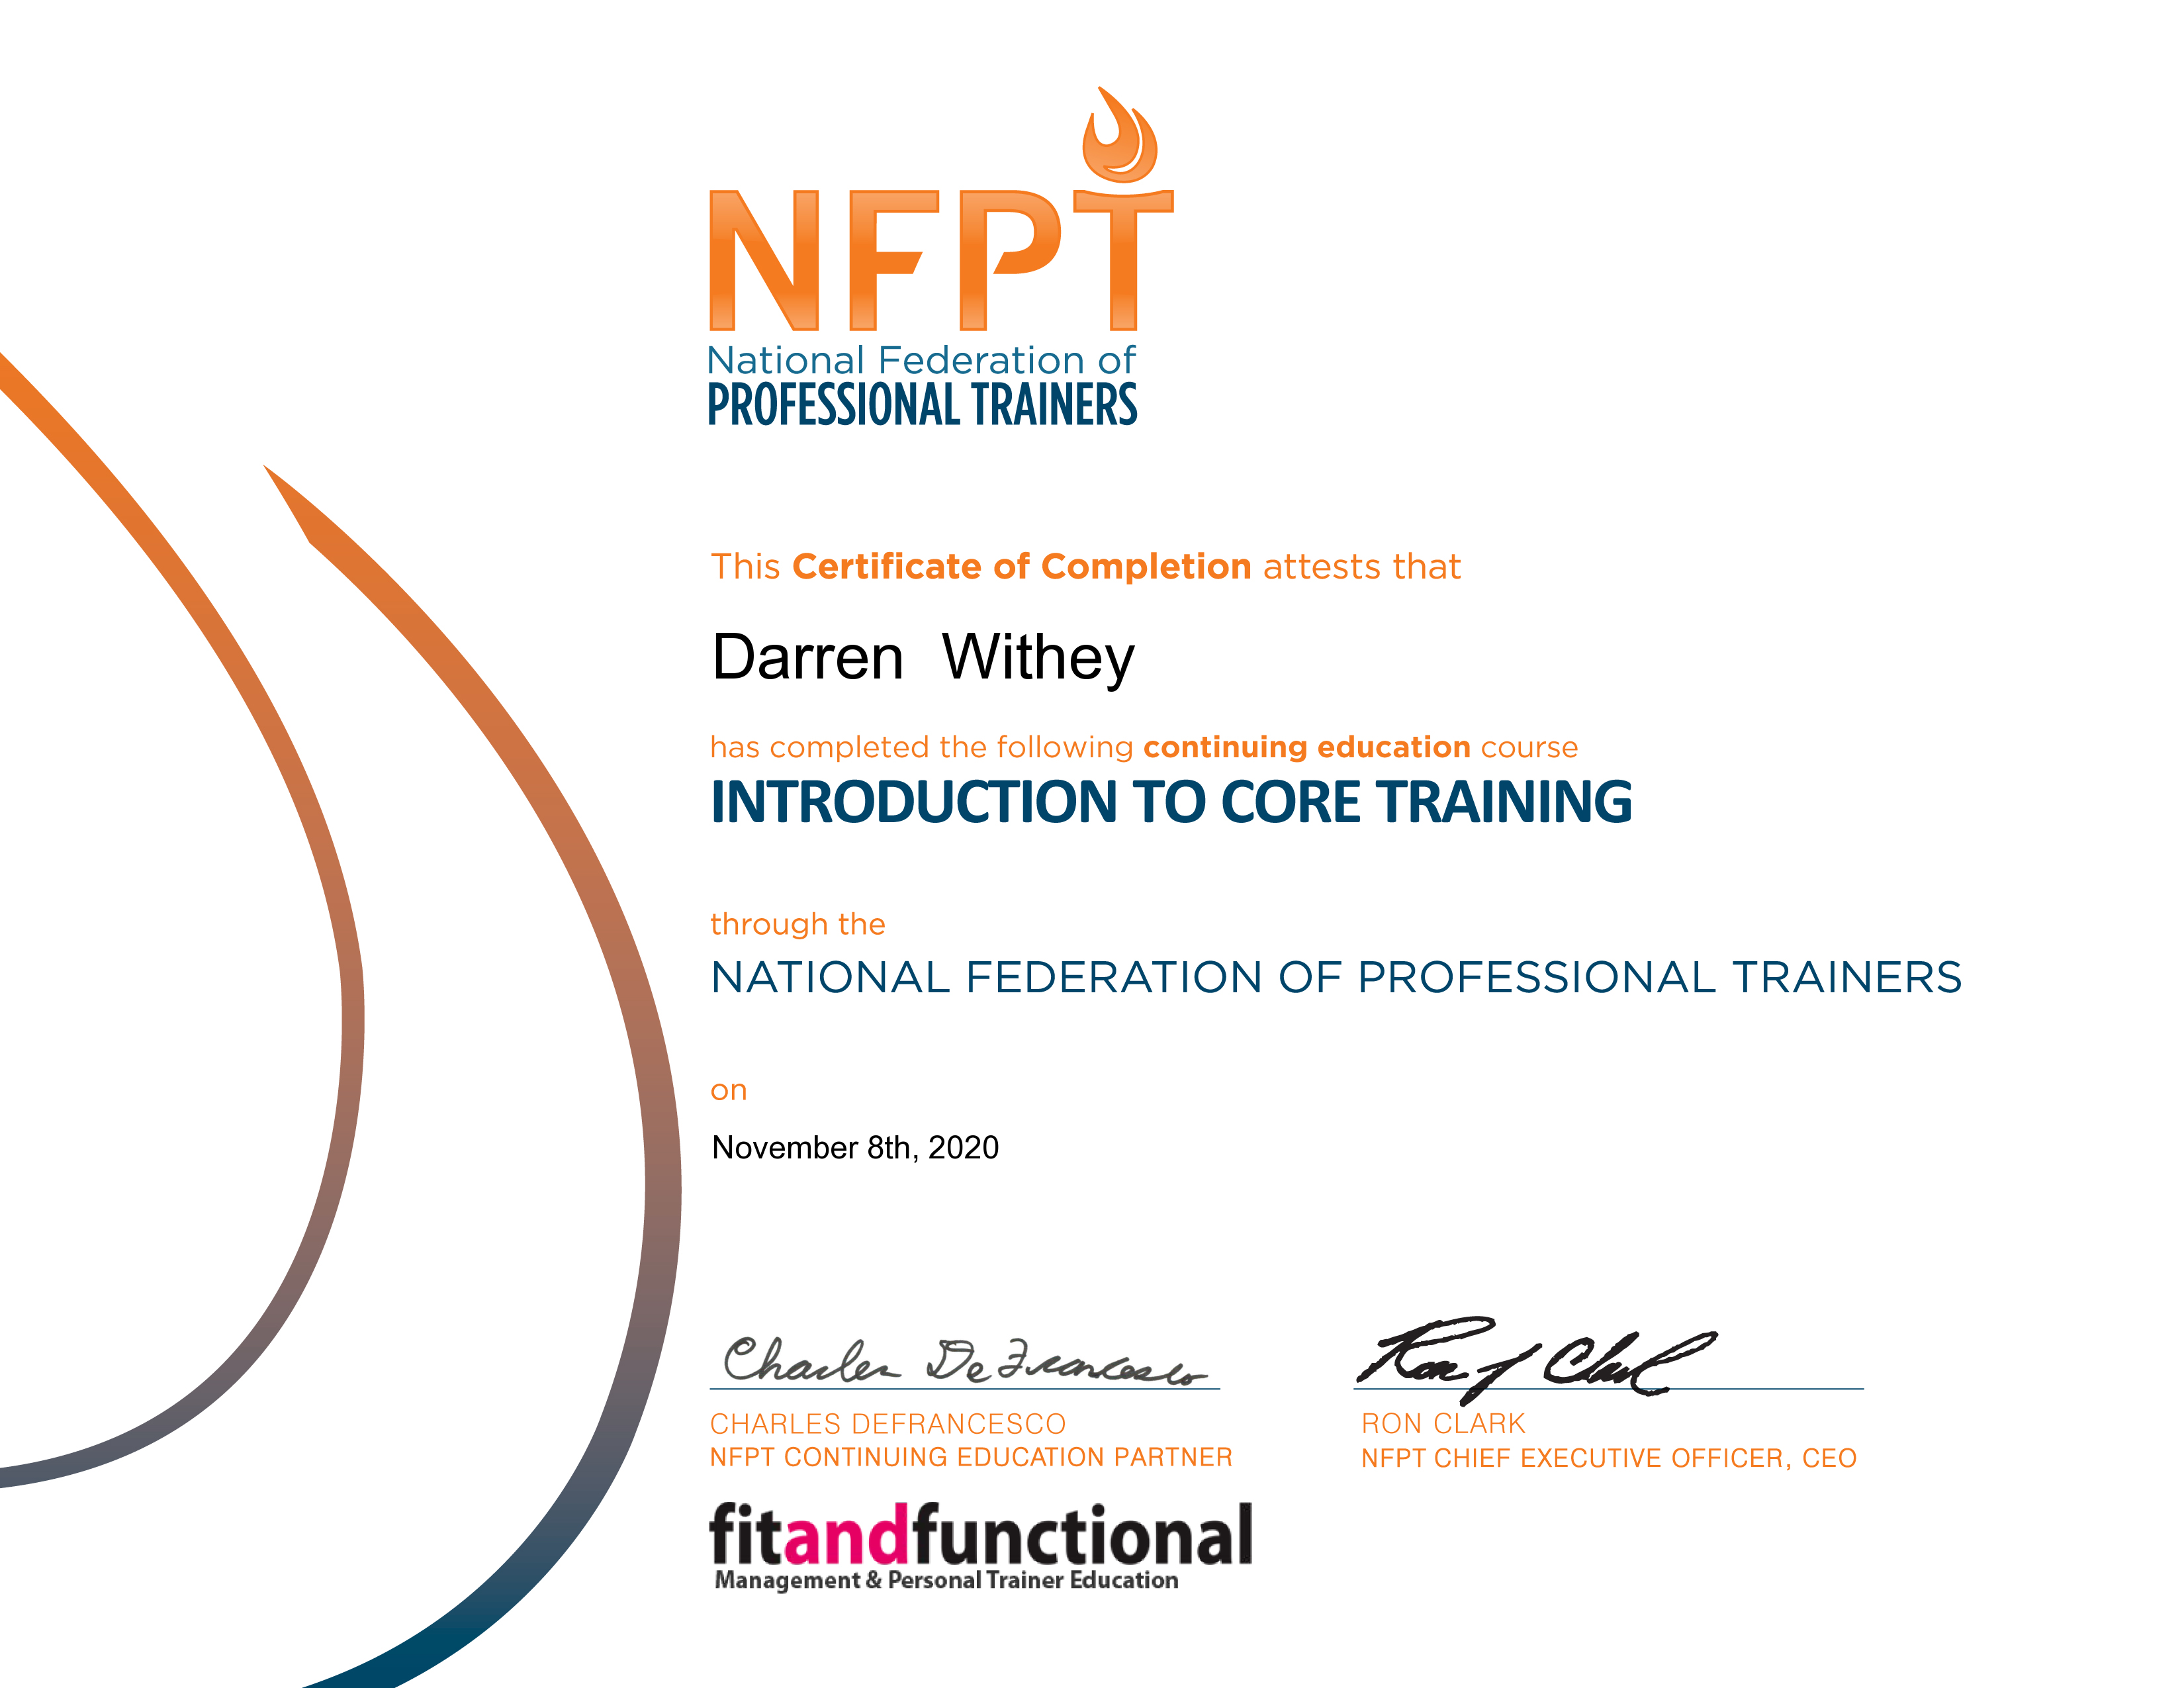 NFPT
National Federation of
PROFESSIONAL TRAINERS
This Certificate of Completion attests that
Darren Withey
has completed the following continuing education course
INTRODUCTION TO CORE TRAINING
through the
NATIONAL FEDERATION OF PROFESSIONAL TRAINERS
on
November 8th, 2020
Charles DeFrancesco
Ron Clark
CHARLES DEFRANCESCO
NFPT CONTINUING EDUCATION PARTNER
RON CLARK
NFPT CHIEF EXECUTIVE OFFICER, CEO
fitandfunctional
Management & Personal Trainer Education